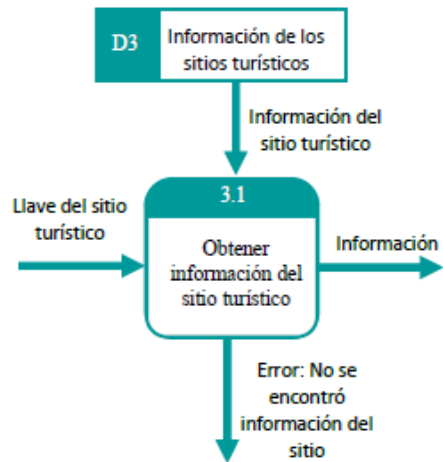 D3
Información de los
sitios turísticos
Información del
sitio turístico
Llave del sitio
turístico
3.1
Obtener
información del
sitio turístico
Información
Error: No se
encontró
información del
sitio